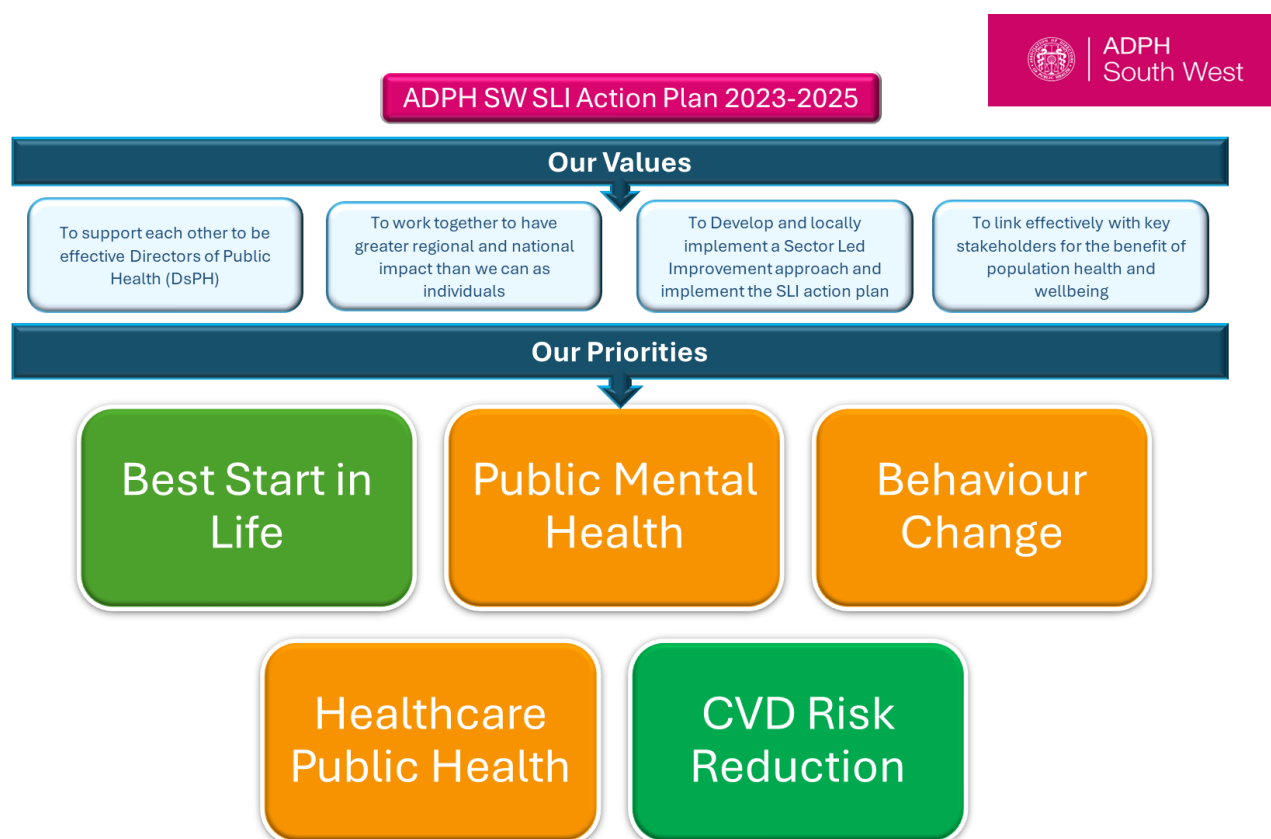 ADPH
South West
ADPH SW SLI Action Plan 2023-2025
Our Values
To support each other to be
effective Directors of Public
Health (DsPH)
To work together to have
greater regional and national
impact than we can as
individuals
To Develop and locally
implement a Sector Led
Improvement approach and
implement the SLI action plan
To link effectively with key
stakeholders for the benefit of
population health and
wellbeing
Our Priorities
Best Start in
Life
Public Mental
Health
Behaviour
Change
Healthcare
Public Health
CVD Risk
Reduction